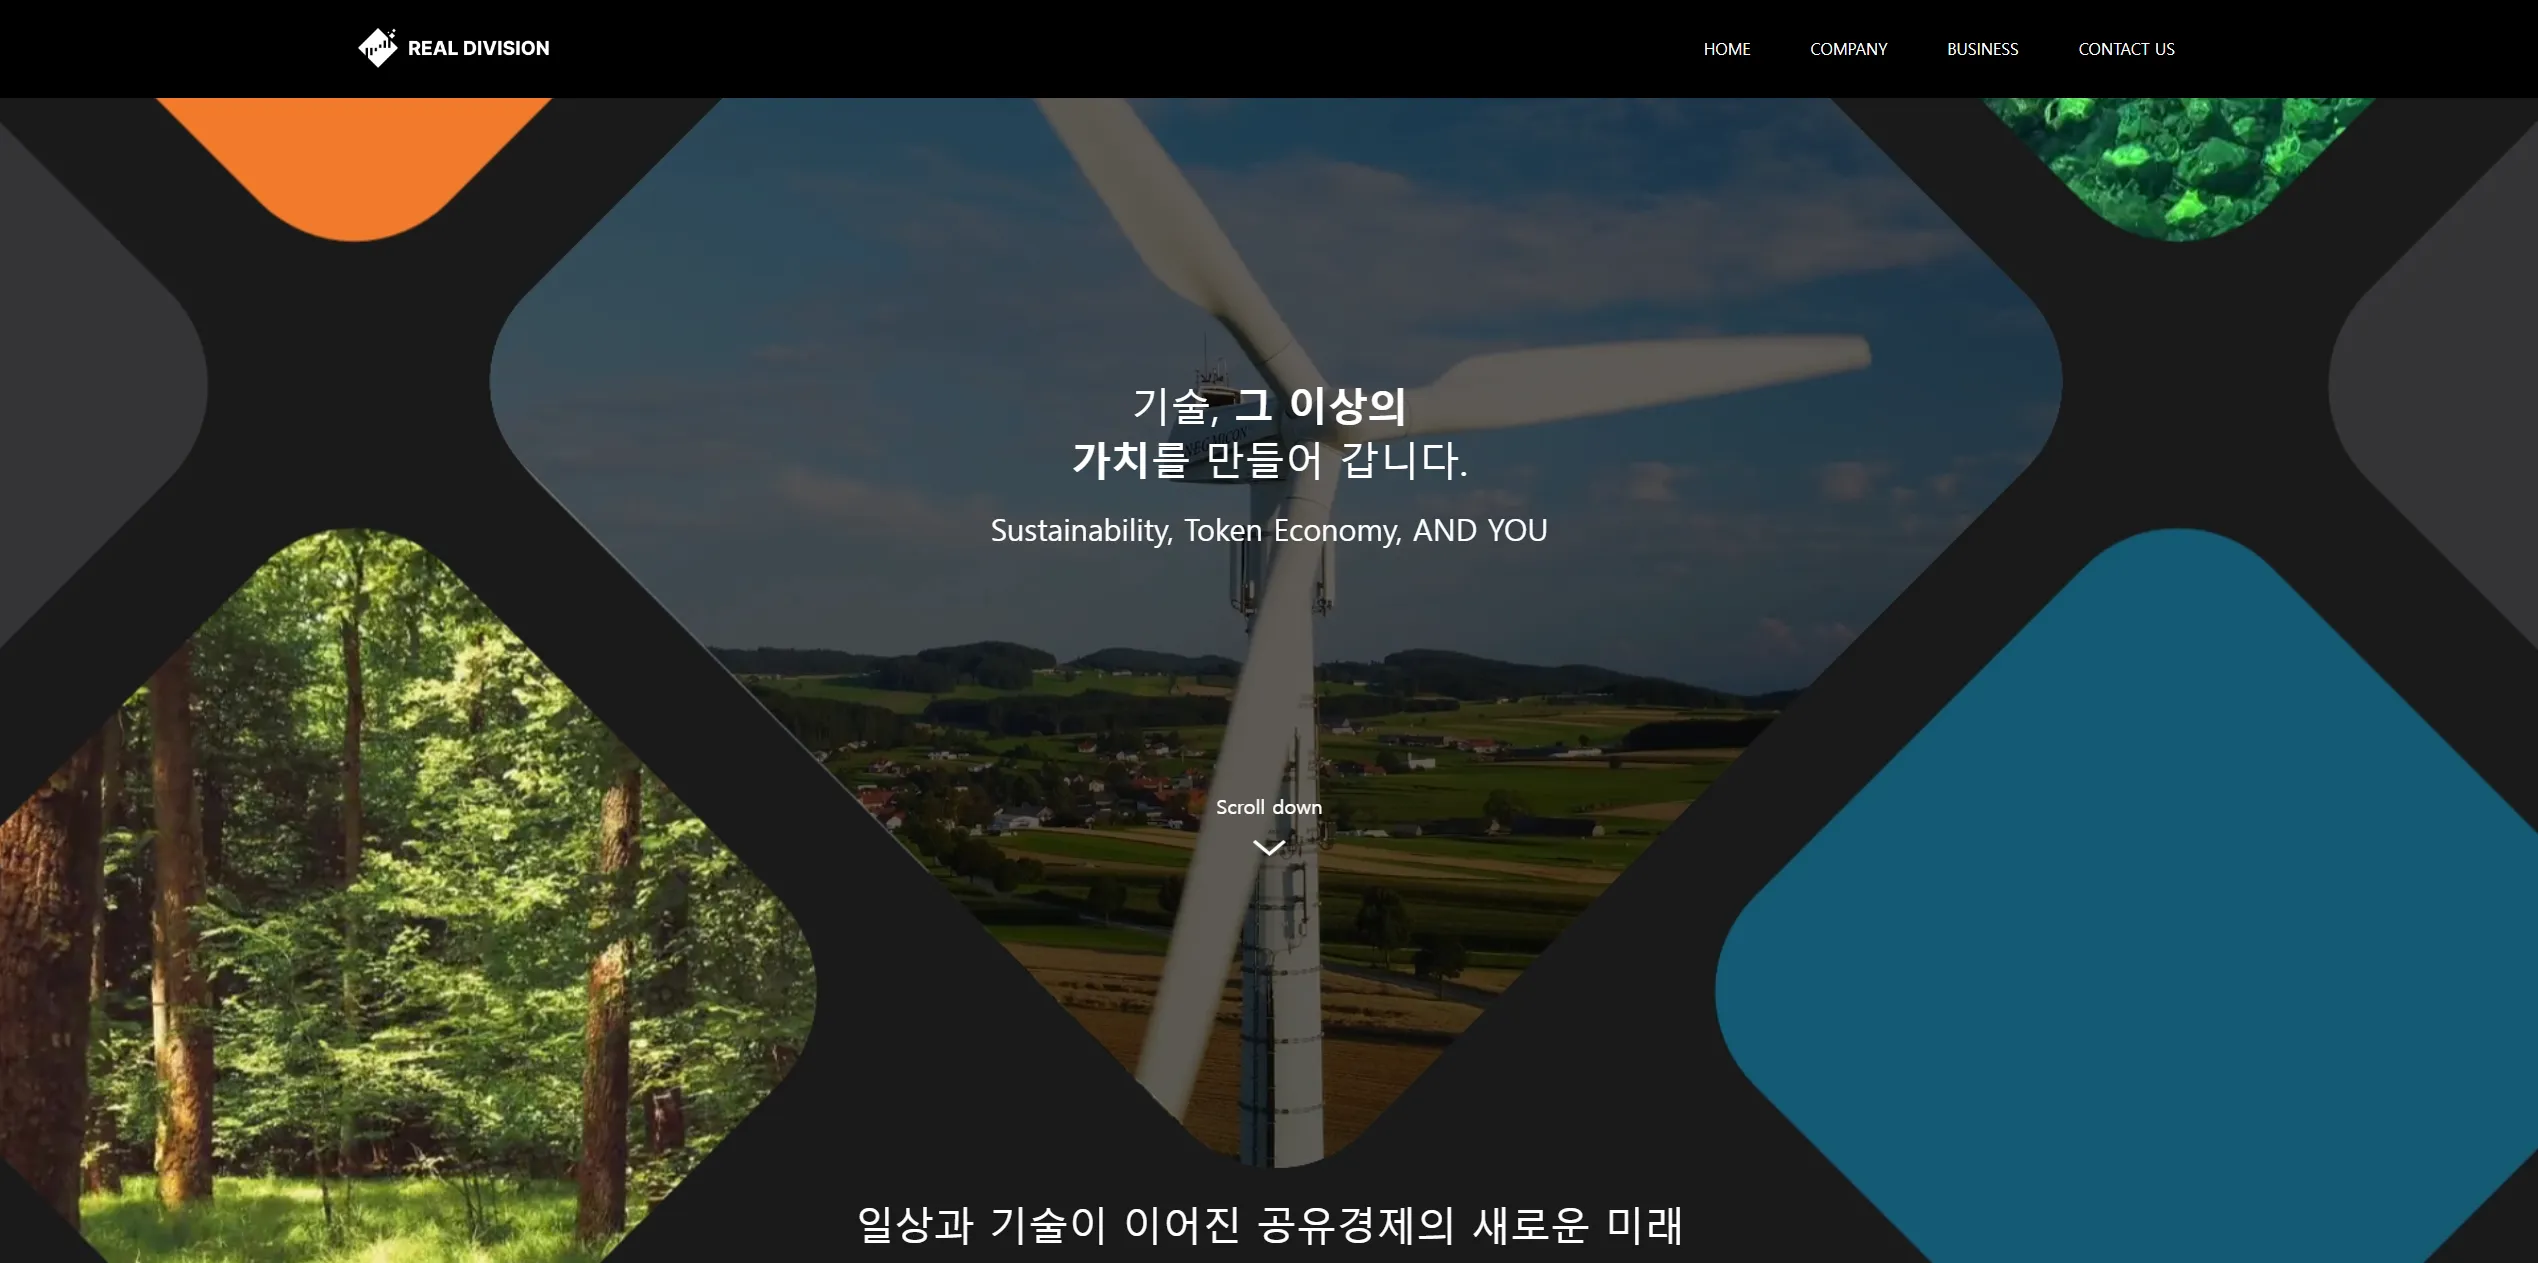 REAL DIVISION
HOME
COMPANY
BUSINESS
CONTACT US
기술, 그 이상의
가치를 만들어 갑니다.
Sustainability, Token Economy, AND YOU
Scroll down
일상과 기술이 이어진 공유경제의 새로운 미래